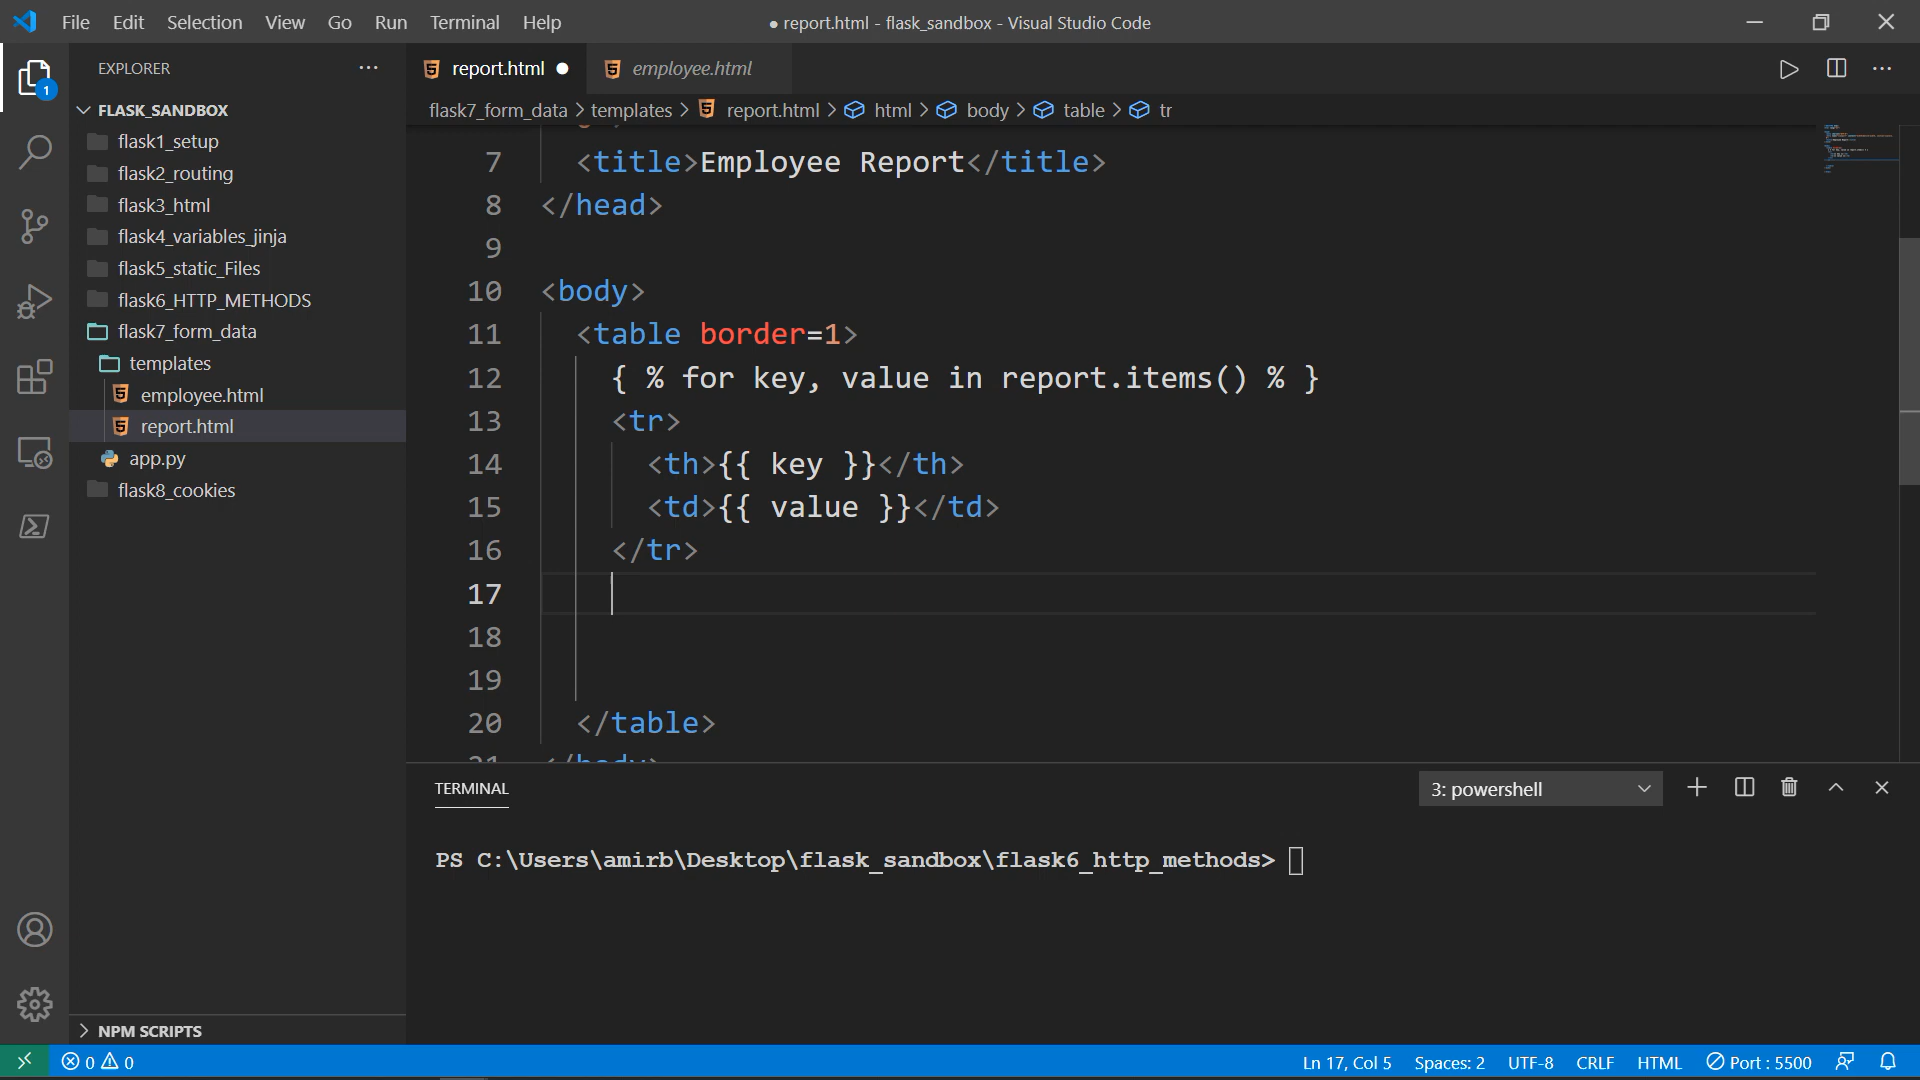 File Edit Selection View Go Run Terminal Help
● report.html - flask_sandbox - Visual Studio Code
EXPLORER
1
FLASK_SANDBOX
flask1_setup
flask2_routing
flask3_html
flask4_variables_jinja
flask5_static_Files
flask6_HTTP_METHODS
flask7_form_data
templates
employee.html
report.html
app.py
flask8_cookies
NPM SCRIPTS
report.html ● employee.html
flask7_form_data > templates > report.html > html > body > table > tr
7 <title>Employee Report</title>
8 </head>
9
10 <body>
11 <table border=1>
12 { % for key, value in report.items() % }
13 <tr>
14 <th>{{ key }}</th>
15 <td>{{ value }}</td>
16 </tr>
17
18
19
20 </table>
21 </body>
TERMINAL
3: powershell
PS C:\Users\amirb\Desktop\flask_sandbox\flask6_http_methods>
0 0
Ln 17, Col 5 Spaces: 2 UTF-8 CRLF HTML Port : 5500